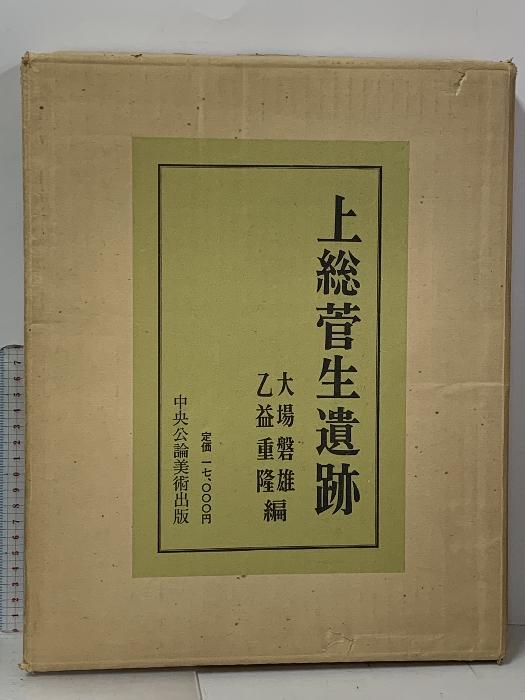 上総菅生遺跡
大場磐雄
乙益重隆編
定価 一七、〇〇〇円
中央公論美術出版